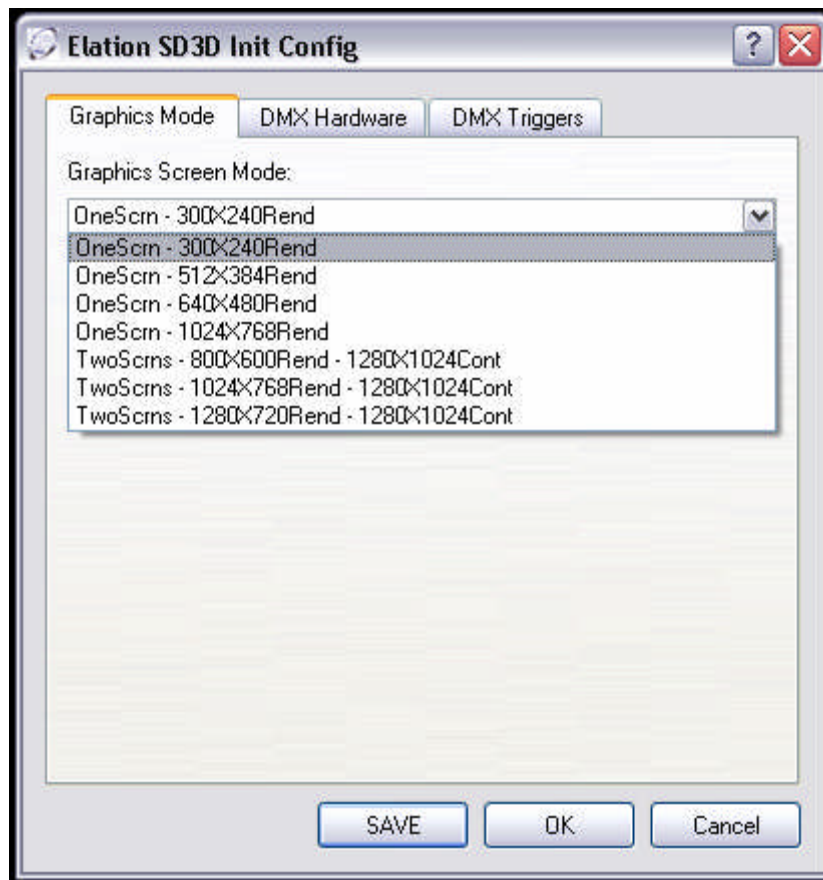 Elation SD3D Init Config
Graphics Mode DMX Hardware DMX Triggers
Graphics Screen Mode:
OneScrn - 300X240Rend
OneScrn - 300X240Rend
OneScrn - 512X384Rend
OneScrn - 640X480Rend
OneScrn - 1024X768Rend
TwoScrns - 800X600Rend - 1280X1024Cont
TwoScrns - 1024X768Rend - 1280X1024Cont
TwoScrns - 1280X720Rend - 1280X1024Cont
SAVE OK Cancel